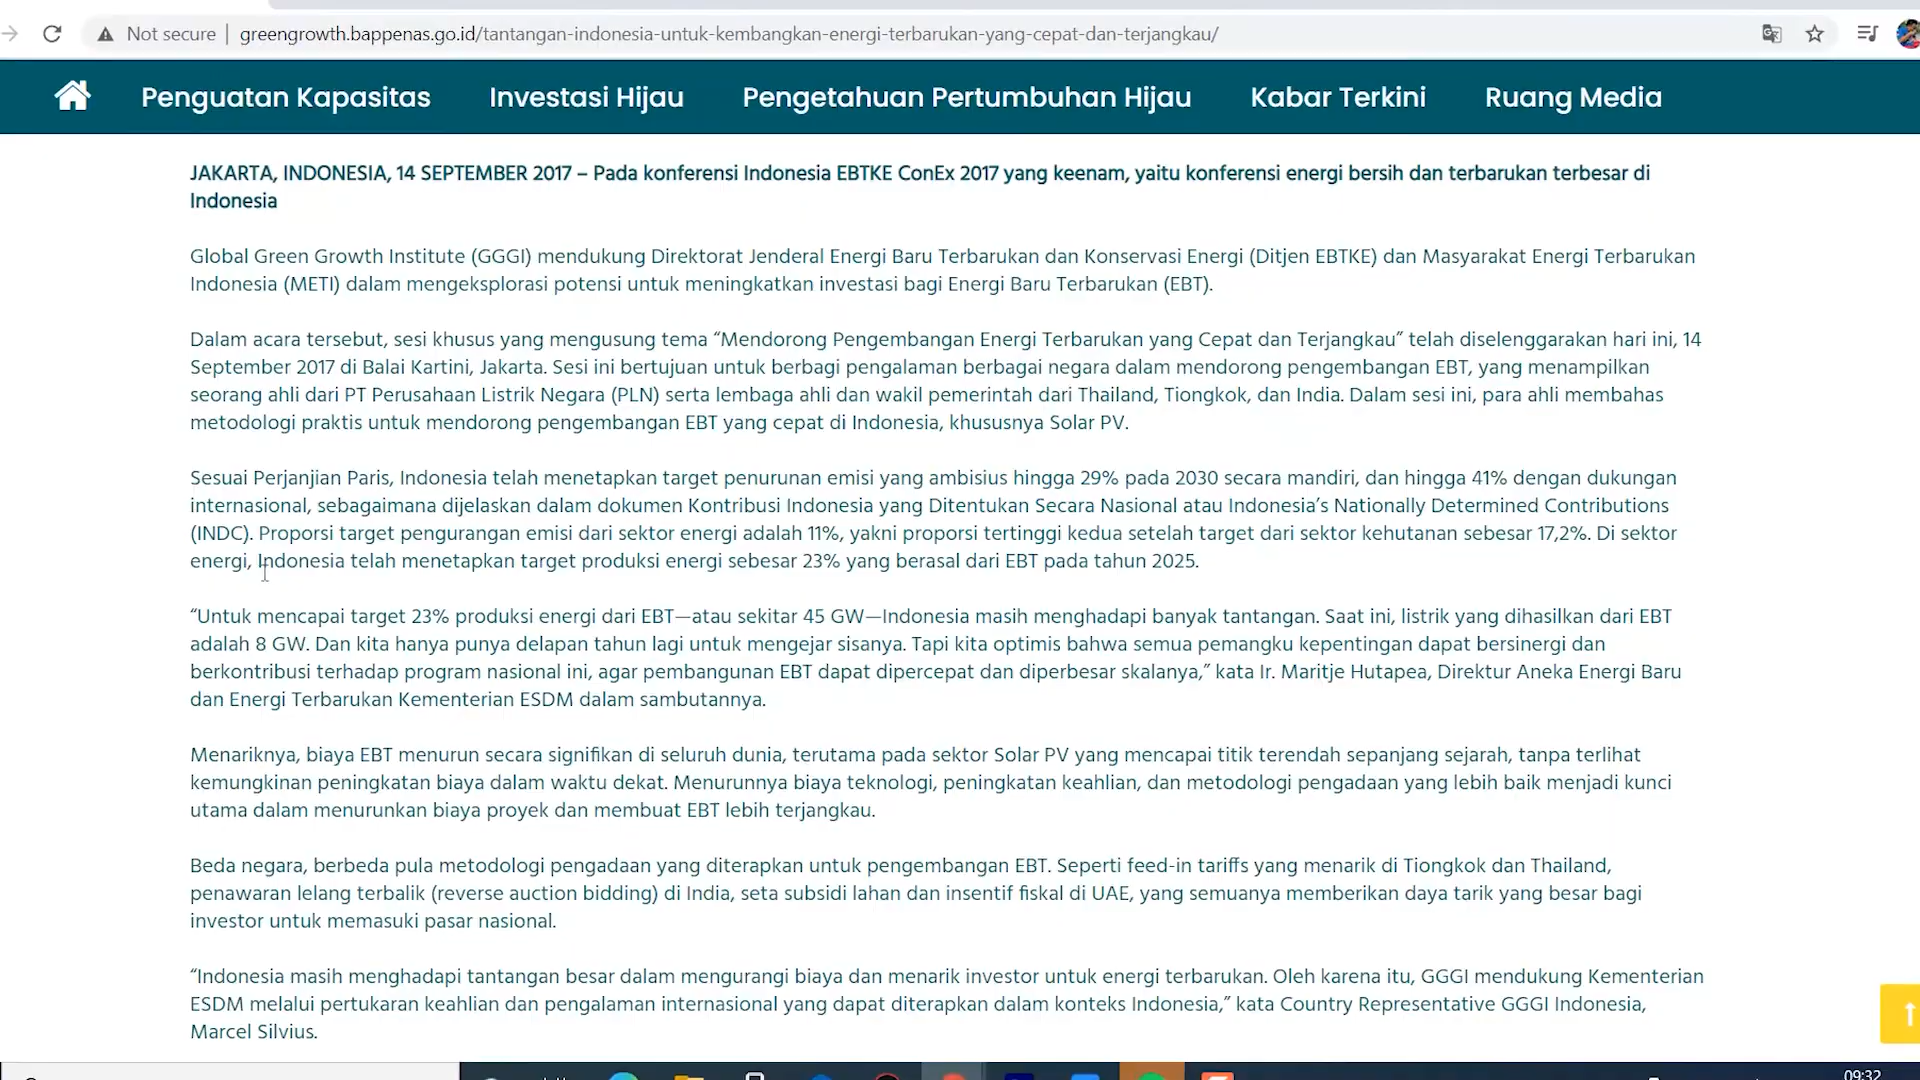 Not secure | greengrowth.bappenas.go.id/tantangan-indonesia-untuk-kembangkan-energi-terbarukan-yang-cepat-dan-terjangkau/
Penguatan Kapasitas Investasi Hijau Pengetahuan Pertumbuhan Hijau Kabar Terkini Ruang Media
JAKARTA, INDONESIA, 14 SEPTEMBER 2017 – Pada konferensi Indonesia EBTKE ConEx 2017 yang keenam, yaitu konferensi energi bersih dan terbarukan terbesar di
Indonesia
Global Green Growth Institute (GGGI) mendukung Direktorat Jenderal Energi Baru Terbarukan dan Konservasi Energi (Ditjen EBTKE) dan Masyarakat Energi Terbarukan
Indonesia (METI) dalam mengeksplorasi potensi untuk meningkatkan investasi bagi Energi Baru Terbarukan (EBT).
Dalam acara tersebut, sesi khusus yang mengusung tema “Mendorong Pengembangan Energi Terbarukan yang Cepat dan Terjangkau” telah diselenggarakan hari ini, 14
September 2017 di Balai Kartini, Jakarta. Sesi ini bertujuan untuk berbagi pengalaman berbagai negara dalam mendorong pengembangan EBT, yang menampilkan
seorang ahli dari PT Perusahaan Listrik Negara (PLN) serta lembaga ahli dan wakil pemerintah dari Thailand, Tiongkok, dan India. Dalam sesi ini, para ahli membahas
metodologi praktis untuk mendorong pengembangan EBT yang cepat di Indonesia, khususnya Solar PV.
Sesuai Perjanjian Paris, Indonesia telah menetapkan target penurunan emisi yang ambisius hingga 29% pada 2030 secara mandiri, dan hingga 41% dengan dukungan
internasional, sebagaimana dijelaskan dalam dokumen Kontribusi Indonesia yang Ditentukan Secara Nasional atau Indonesia’s Nationally Determined Contributions
(INDC). Proporsi target pengurangan emisi dari sektor energi adalah 11%, yakni proporsi tertinggi kedua setelah target dari sektor kehutanan sebesar 17,2%. Di sektor
energi, Indonesia telah menetapkan target produksi energi sebesar 23% yang berasal dari EBT pada tahun 2025.
“Untuk mencapai target 23% produksi energi dari EBT—atau sekitar 45 GW—Indonesia masih menghadapi banyak tantangan. Saat ini, listrik yang dihasilkan dari EBT
adalah 8 GW. Dan kita hanya punya delapan tahun lagi untuk mengejar sisanya. Tapi kita optimis bahwa semua pemangku kepentingan dapat bersinergi dan
berkontribusi terhadap program nasional ini, agar pembangunan EBT dapat dipercepat dan diperbesar skalanya,” kata Ir. Maritje Hutapea, Direktur Aneka Energi Baru
dan Energi Terbarukan Kementerian ESDM dalam sambutannya.
Menariknya, biaya EBT menurun secara signifikan di seluruh dunia, terutama pada sektor Solar PV yang mencapai titik terendah sepanjang sejarah, tanpa terlihat
kemungkinan peningkatan biaya dalam waktu dekat. Menurunnya biaya teknologi, peningkatan keahlian, dan metodologi pengadaan yang lebih baik menjadi kunci
utama dalam menurunkan biaya proyek dan membuat EBT lebih terjangkau.
Beda negara, berbeda pula metodologi pengadaan yang diterapkan untuk pengembangan EBT. Seperti feed-in tariffs yang menarik di Tiongkok dan Thailand,
penawaran lelang terbalik (reverse auction bidding) di India, seta subsidi lahan dan insentif fiskal di UAE, yang semuanya memberikan daya tarik yang besar bagi
investor untuk memasuki pasar nasional.
“Indonesia masih menghadapi tantangan besar dalam mengurangi biaya dan menarik investor untuk energi terbarukan. Oleh karena itu, GGGI mendukung Kementerian
ESDM melalui pertukaran keahlian dan pengalaman internasional yang dapat diterapkan dalam konteks Indonesia,” kata Country Representative GGGI Indonesia,
Marcel Silvius.
09:32